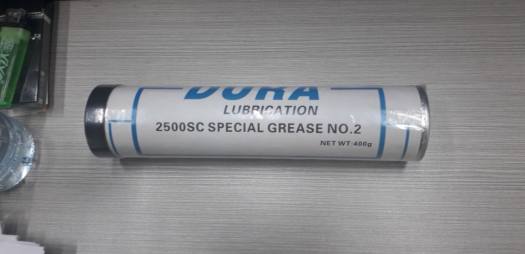 DURA
LUBRICATION
2500SC SPECIAL GREASE NO.2
NET WT:400g